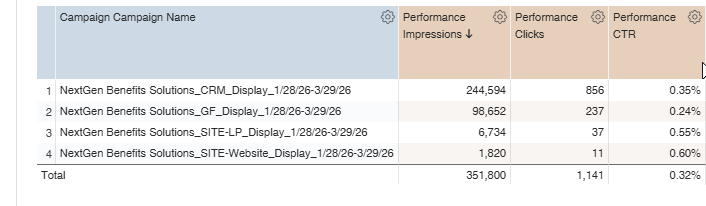 Campaign Campaign Name Performance Impressions ↓ Performance Clicks Performance CTR
1 NextGen Benefits Solutions_CRM_Display_1/28/26-3/29/26 244,594 856 0.35%
2 NextGen Benefits Solutions_GF_Display_1/28/26-3/29/26 98,652 237 0.24%
3 NextGen Benefits Solutions_SITE-LP_Display_1/28/26-3/29/26 6,734 37 0.55%
4 NextGen Benefits Solutions_SITE-Website_Display_1/28/26-3/29/26 1,820 11 0.60%
Total 351,800 1,141 0.32%